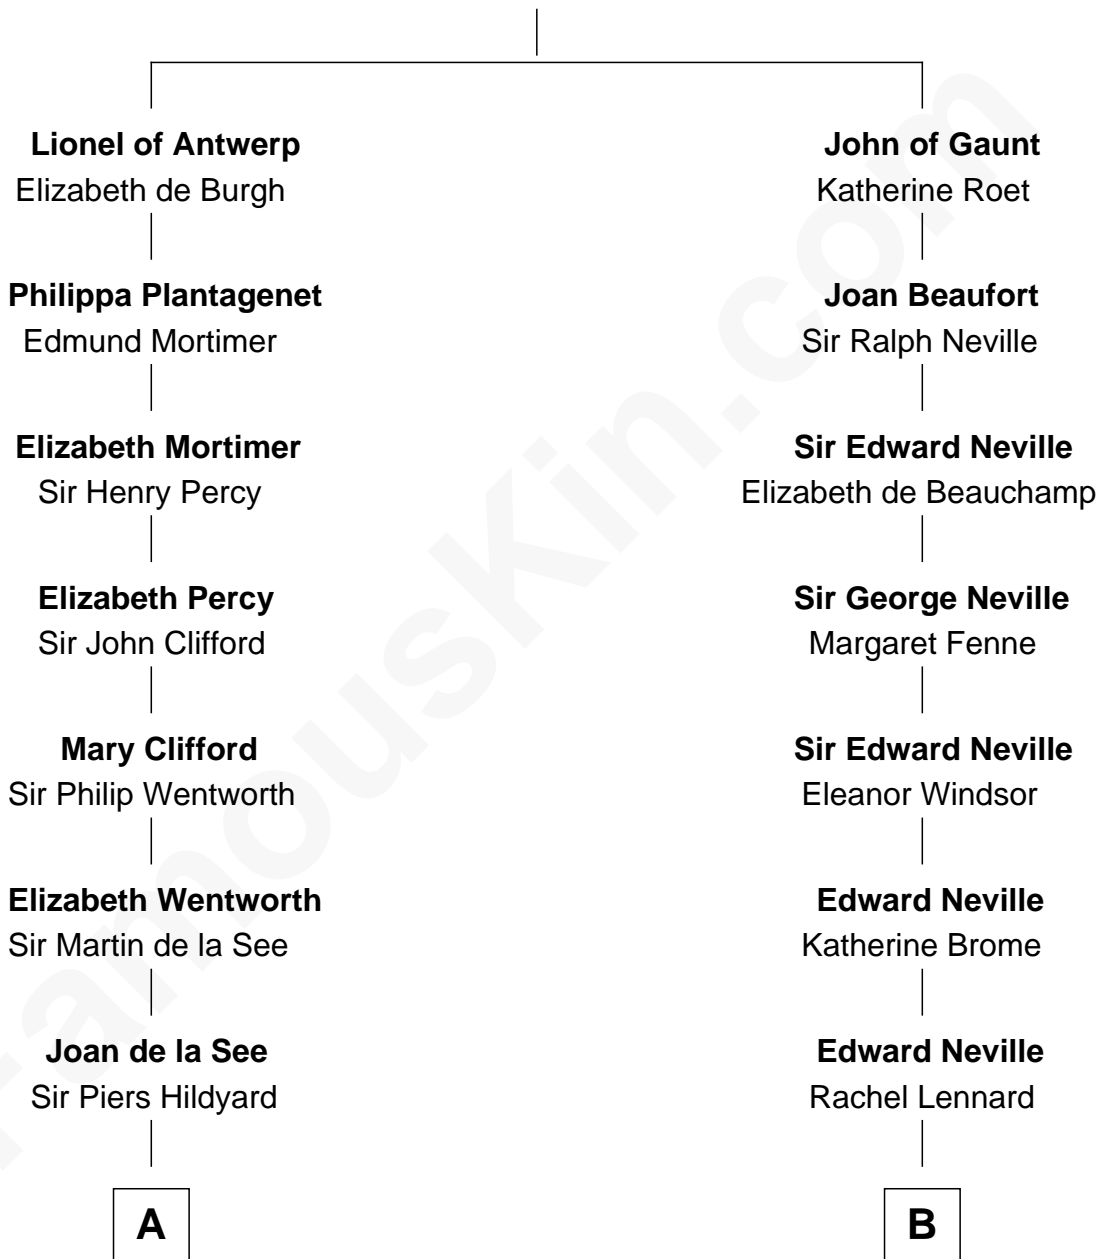 Lionel of Antwerp
Elizabeth de Burgh
Philippa Plantagenet
Edmund Mortimer
Elizabeth Mortimer
Sir Henry Percy
Elizabeth Percy
Sir John Clifford
Mary Clifford
Sir Philip Wentworth
Elizabeth Wentworth
Sir Martin de la See
Joan de la See
Sir Piers Hildyard
A
John of Gaunt
Katherine Roet
Joan Beaufort
Sir Ralph Neville
Sir Edward Neville
Elizabeth de Beauchamp
Sir George Neville
Margaret Fenne
Sir Edward Neville
Eleanor Windsor
Edward Neville
Katherine Brome
Edward Neville
Rachel Lennard
B
FamousKin.com